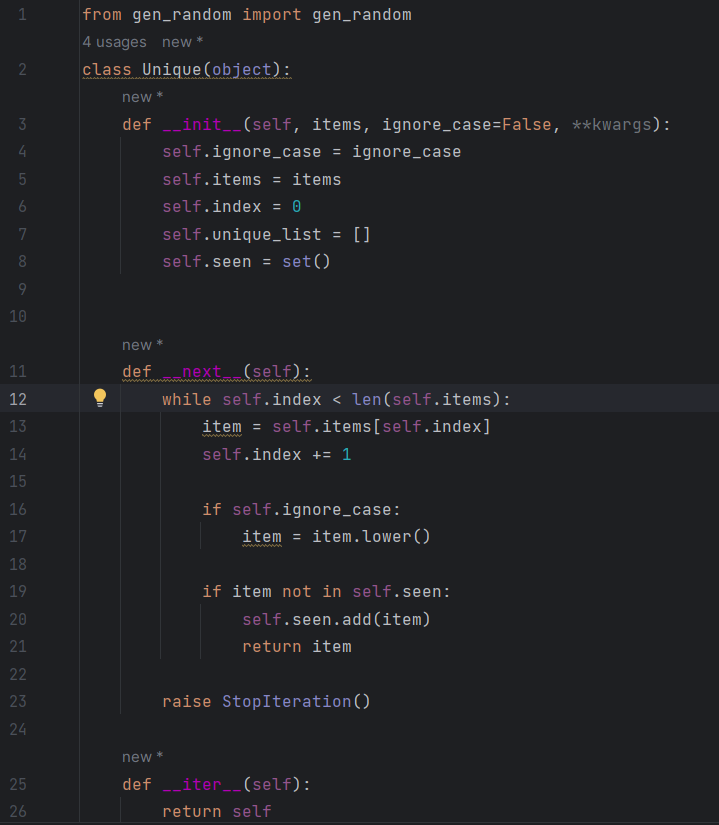 1 from gen_random import gen_random
4 usages new *
2 class Unique(object):
new *
3 def __init__(self, items, ignore_case=False, **kwargs):
4 self.ignore_case = ignore_case
5 self.items = items
6 self.index = 0
7 self.unique_list = []
8 self.seen = set()
9
10
new *
11 def __next__(self):
12 while self.index < len(self.items):
13 item = self.items[self.index]
14 self.index += 1
15
16 if self.ignore_case:
17 item = item.lower()
18
19 if item not in self.seen:
20 self.seen.add(item)
21 return item
22
23 raise StopIteration()
24
new *
25 def __iter__(self):
26 return self